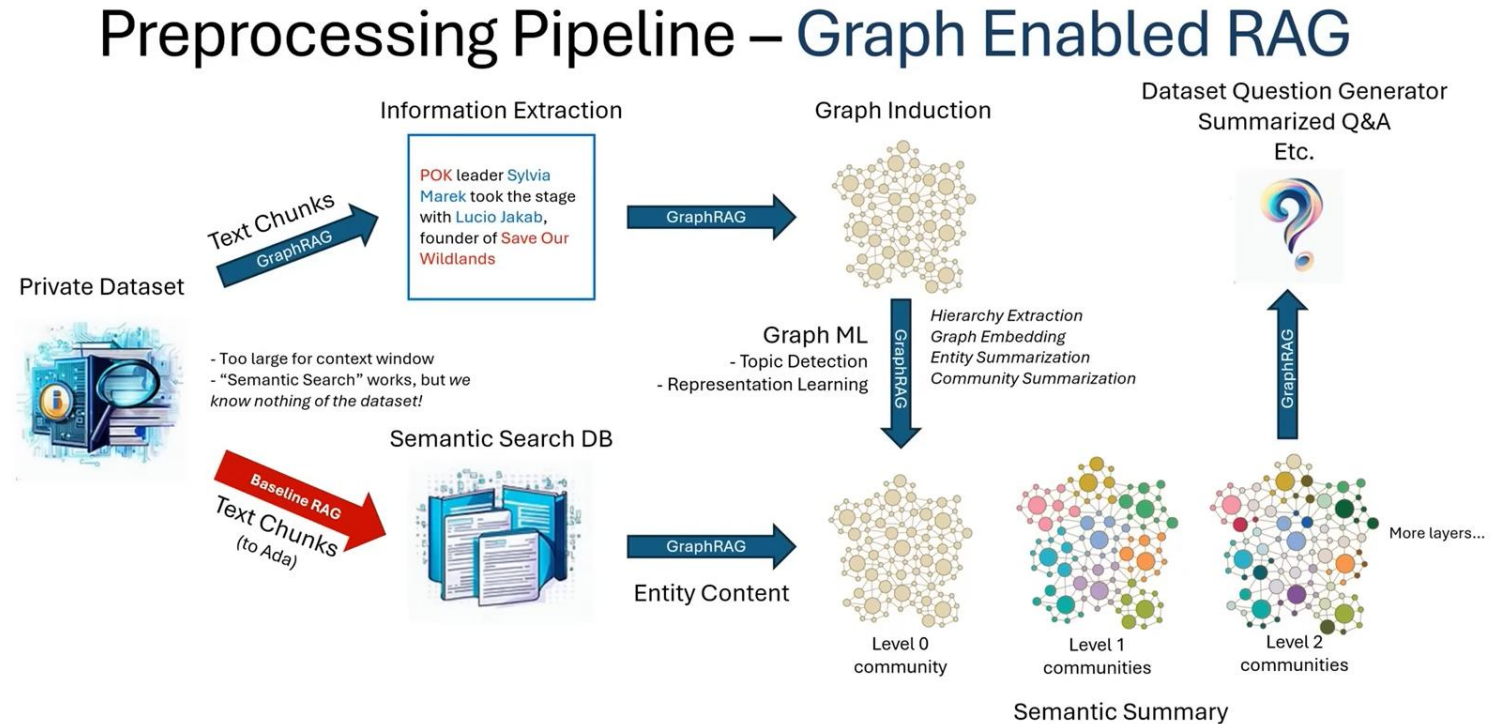 Preprocessing Pipeline – Graph Enabled RAG
Information Extraction
Graph Induction
Dataset Question Generator
Summarized Q&A
Etc.
Text Chunks
GraphRAG
POK leader Sylvia
Marek took the stage
with Lucio Jakab,
founder of Save Our
Wildlands
GraphRAG
Private Dataset
- Too large for context window
- “Semantic Search” works, but we
know nothing of the dataset!
Graph ML
- Topic Detection
- Representation Learning
GraphRAG
Hierarchy Extraction
Graph Embedding
Entity Summarization
Community Summarization
GraphRAG
Semantic Search DB
Baseline RAG
Text Chunks
(to Ada)
GraphRAG
Entity Content
More layers...
Level 0
community
Level 1
communities
Level 2
communities
Semantic Summary